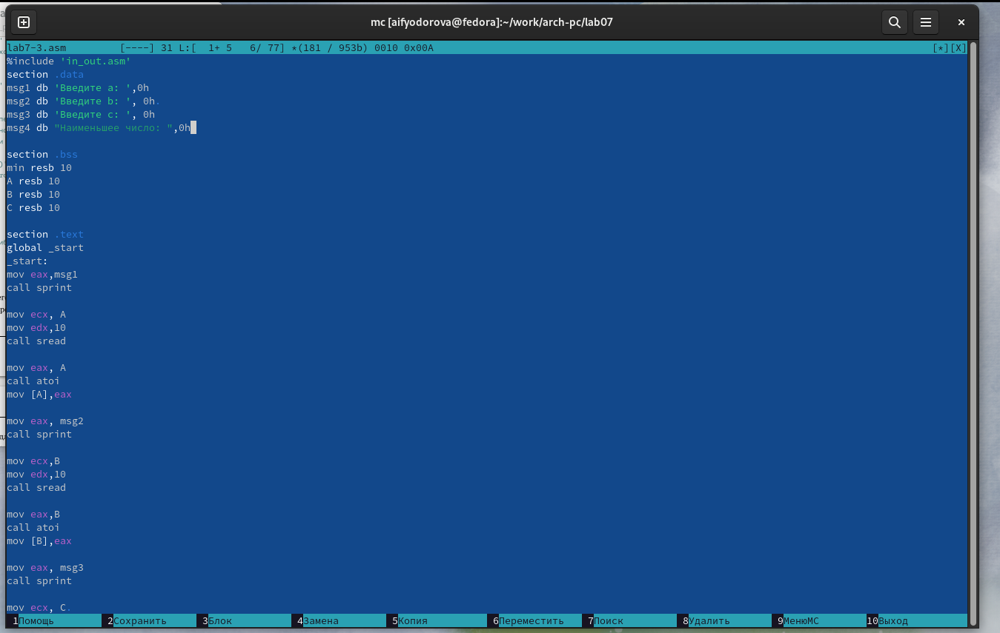 mc [aifyodorova@fedora]:~/work/arch-pc/lab07
lab7-3.asm [----] 31 L:[ 1+ 5 6/ 77] *(181 / 953b) 0010 0x00A [*][X]
%include 'in_out.asm'
section .data
msg1 db 'Введите a: ',0h
msg2 db 'Введите b: ', 0h.
msg3 db 'Введите c: ', 0h
msg4 db "Наименьшее число: ",0h
section .bss
min resb 10
A resb 10
B resb 10
C resb 10
section .text
global _start
_start:
mov eax,msg1
call sprint
mov ecx, A
mov edx,10
call sread
mov eax, A
call atoi
mov [A],eax
mov eax, msg2
call sprint
mov ecx,B
mov edx,10
call sread
mov eax,B
call atoi
mov [B],eax
mov eax, msg3
call sprint
mov ecx, C.
1Помощь 2Сохранить 3Блок 4Замена 5Копия 6Переместить 7Поиск 8Удалить 9МенюMC 10Выход